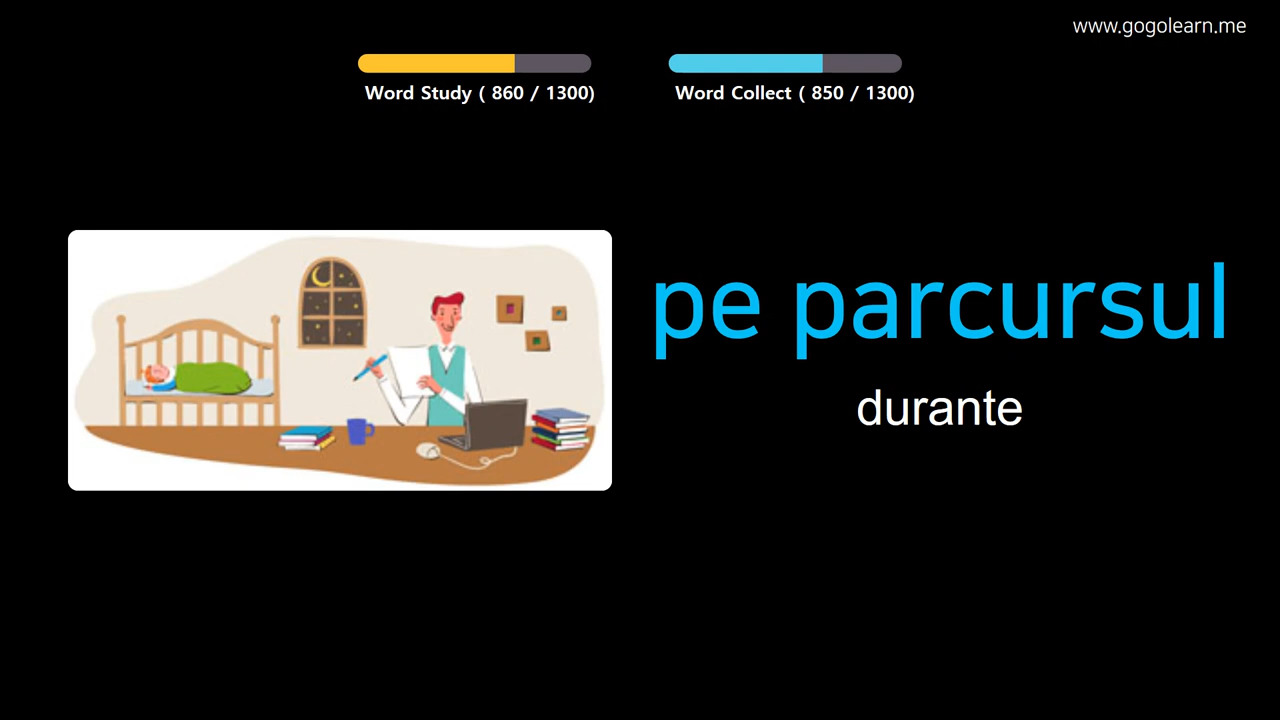 www.gogolearn.me
Word Study ( 860 / 1300)
Word Collect ( 850 / 1300)
pe parcursul
durante